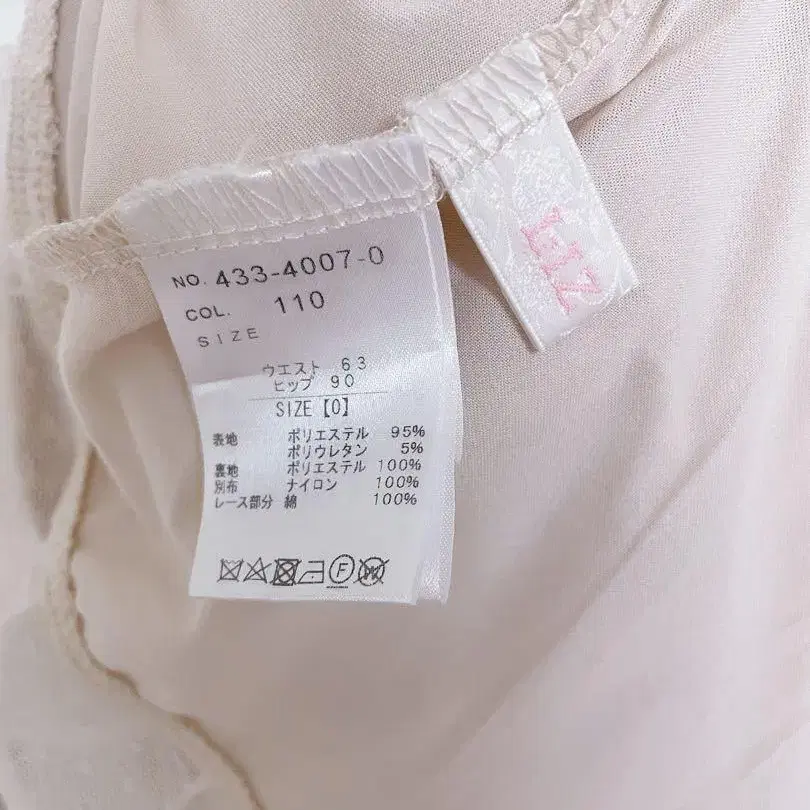 NO. 433-4007-0
COL. 110
SIZE
ウエスト 63
ヒップ 90
SIZE【0】
表地 ポリエステル 95%
ポリウレタン 5%
裏地 ポリエステル 100%
別布 ナイロン 100%
レース部分 綿 100%
F